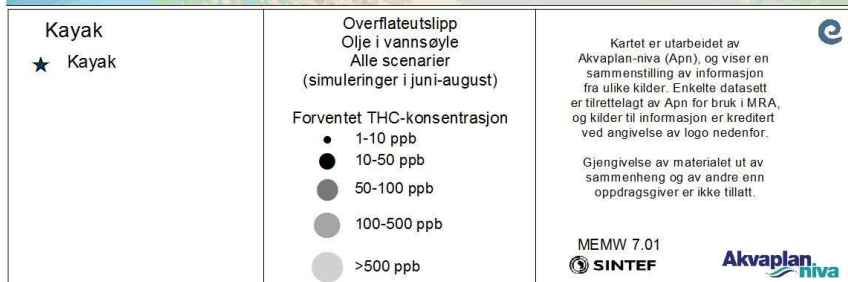 Kayak
Kayak
Overflateutslipp
Olje i vannsøyle
Alle scenarier
(simuleringer i juni-august)
Forventet THC-konsentrasjon
1-10 ppb
10-50 ppb
50-100 ppb
100-500 ppb
>500 ppb
Kartet er utarbeidet av
Akvaplan-niva (Apn), og viser en
sammenstilling av informasjon
fra ulike kilder. Enkelte datasett
er tilrettelagt av Apn for bruk i MRA,
og kilder til informasjon er kreditert
ved angivelse av logo nedenfor.
Gjengivelse av materialet ut av
sammenheng og av andre enn
oppdragsgiver er ikke tillatt.
MEMW 7.01
SINTEF
Akvaplan
niva